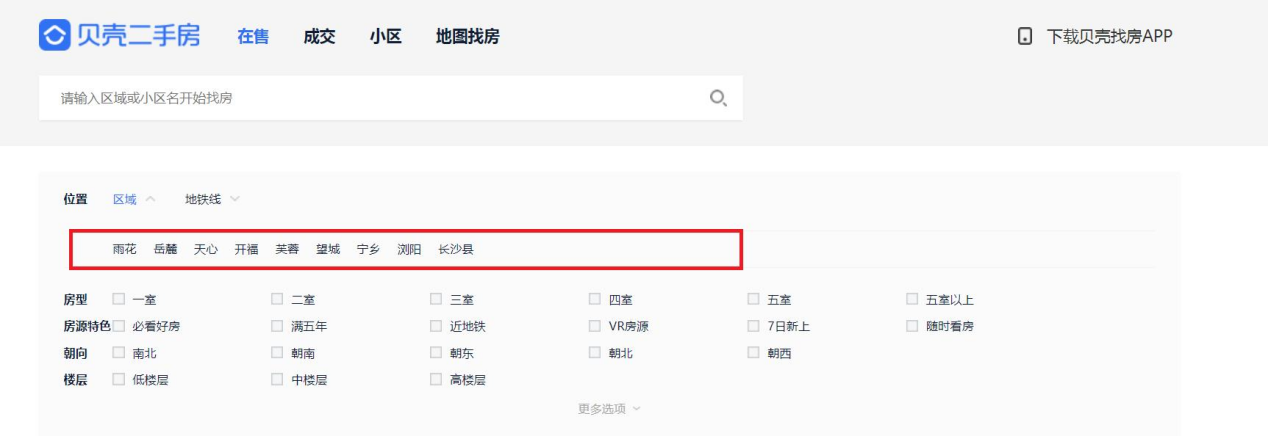 贝壳二手房 在售 成交 小区 地图找房 下载贝壳找房APP
请输入区域或小区名开始找房
位置 区域 地铁线
雨花 岳麓 天心 开福 芙蓉 望城 宁乡 浏阳 长沙县
房型 一室 二室 三室 四室 五室 五室以上
房源特色 必看好房 满五年 近地铁 VR房源 7日新上 随时看房
朝向 南北 朝南 朝东 朝北 朝西
楼层 低楼层 中楼层 高楼层
更多选项